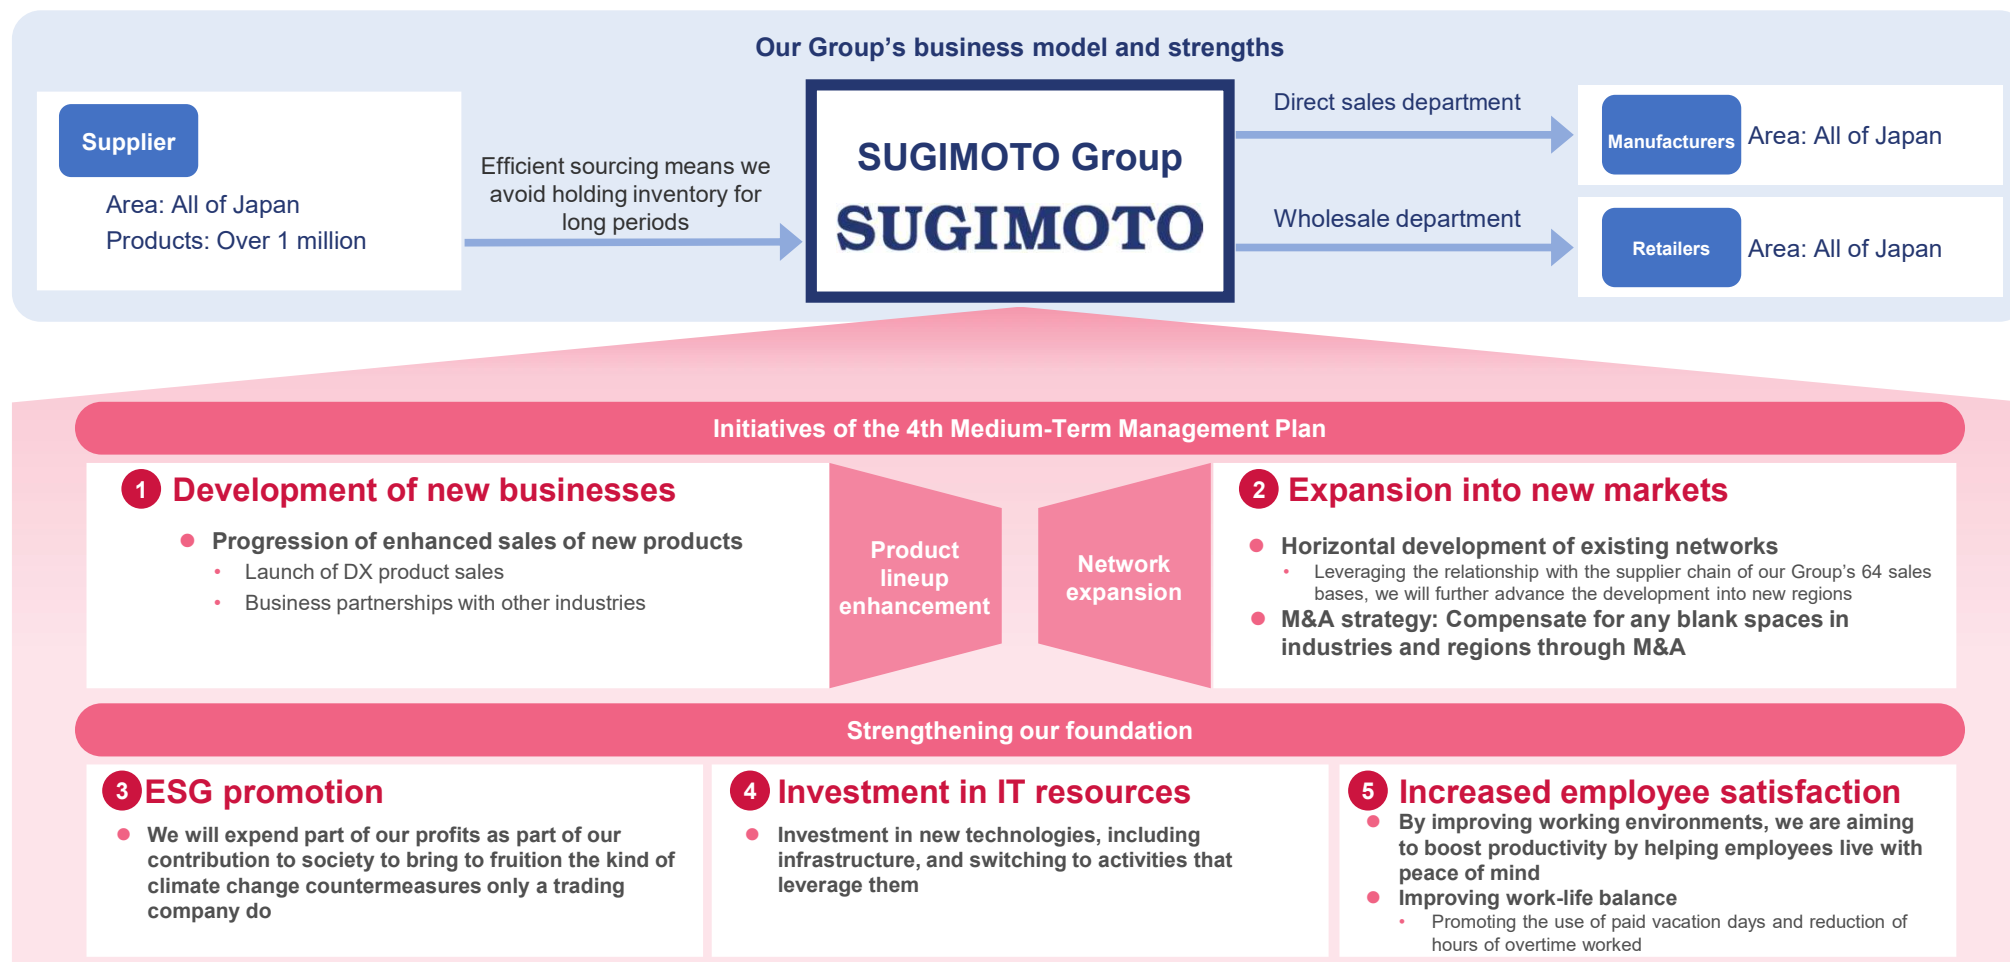 Our Group’s business model and strengths
Supplier
Area: All of Japan
Products: Over 1 million
Efficient sourcing means we
avoid holding inventory for
long periods
SUGIMOTO Group
SUGIMOTO
Direct sales department
Wholesale department
Manufacturers
Area: All of Japan
Retailers
Area: All of Japan
Initiatives of the 4th Medium-Term Management Plan
1 Development of new businesses
● Progression of enhanced sales of new products
• Launch of DX product sales
• Business partnerships with other industries
Product
lineup
enhancement
Network
expansion
2 Expansion into new markets
● Horizontal development of existing networks
• Leveraging the relationship with the supplier chain of our Group’s 64 sales
bases, we will further advance the development into new regions
● M&A strategy: Compensate for any blank spaces in
industries and regions through M&A
Strengthening our foundation
3 ESG promotion
● We will expend part of our profits as part of our
contribution to society to bring to fruition the kind of
climate change countermeasures only a trading
company do
4 Investment in IT resources
● Investment in new technologies, including
infrastructure, and switching to activities that
leverage them
5 Increased employee satisfaction
● By improving working environments, we are aiming
to boost productivity by helping employees live with
peace of mind
● Improving work-life balance
• Promoting the use of paid vacation days and reduction of
hours of overtime worked